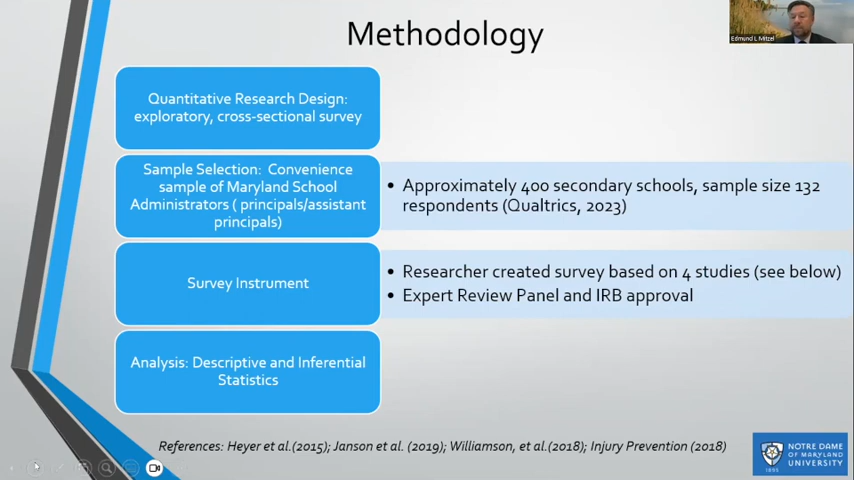 Methodology
Edmund L Mitzel
Quantitative Research Design:
exploratory, cross-sectional survey
Sample Selection:  Convenience
sample of Maryland School
Administrators ( principals/assistant
principals)
• Approximately 400 secondary schools, sample size 132
respondents (Qualtrics, 2023)
Survey Instrument
• Researcher created survey based on 4 studies (see below)
• Expert Review Panel and IRB approval
Analysis: Descriptive and Inferential
Statistics
References: Heyer et al.(2015); Janson et al. (2019); Williamson, et al.(2018); Injury Prevention (2018)
NOTRE DAME
OF MARYLAND
UNIVERSITY
1895